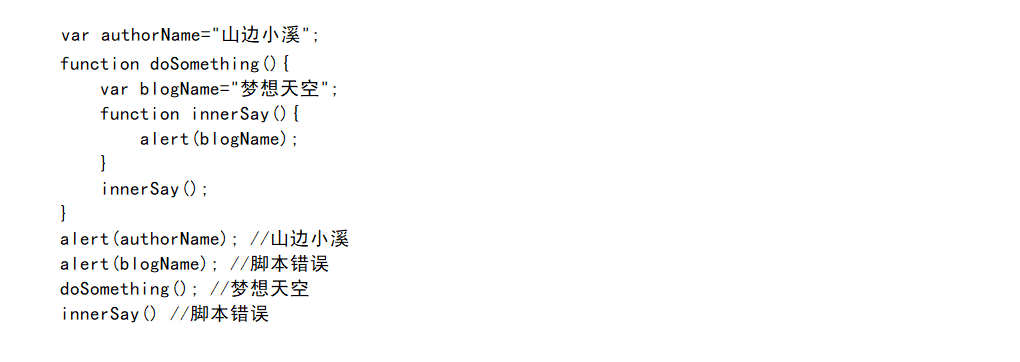 var authorName="山边小溪";
function doSomething(){
    var blogName="梦想天空";
    function innerSay(){
        alert(blogName);
    }
    innerSay();
}
alert(authorName); //山边小溪
alert(blogName); //脚本错误
doSomething(); //梦想天空
innerSay() //脚本错误